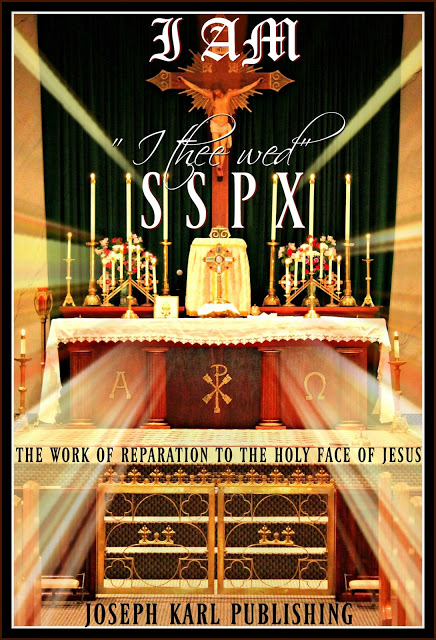 I AM
"I thee wed"
SSPX
Α Ω
THE WORK OF REPARATION TO THE HOLY FACE OF JESUS
JOSEPH KARL PUBLISHING